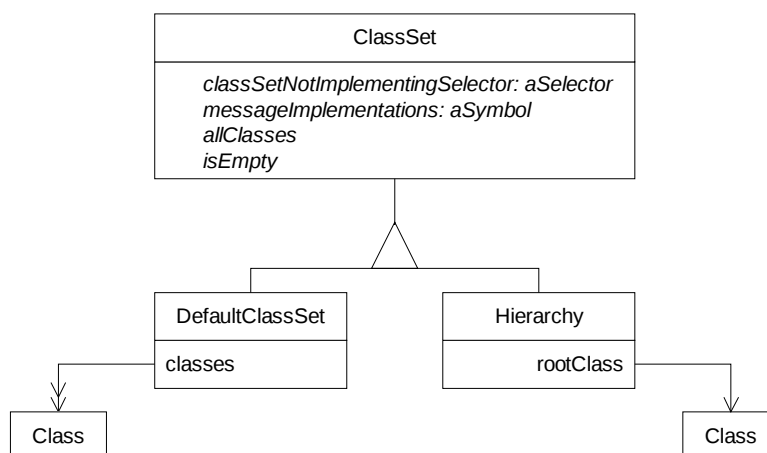 ClassSet
classSetNotImplementingSelector: aSelector
messageImplementations: aSymbol
allClasses
isEmpty
DefaultClassSet
Hierarchy
classes
rootClass
Class
Class